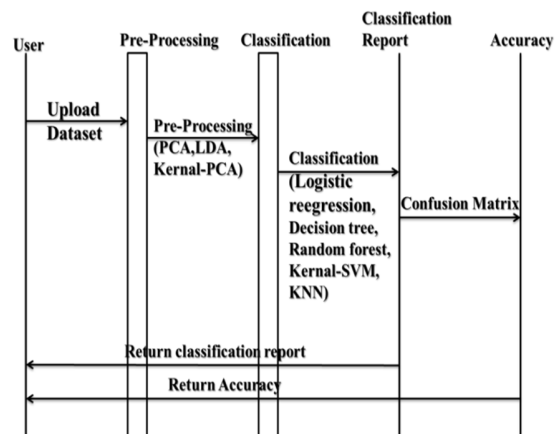 User
Pre-Processing
Classification
Classification
Report
Accuracy
Upload
Dataset
Pre-Processing
(PCA,LDA,
Kernal-PCA)
Classification
(Logistic
reegression,
Decision tree,
Random forest,
Kernal-SVM,
KNN)
Confusion Matrix
Return classification report
Return Accuracy